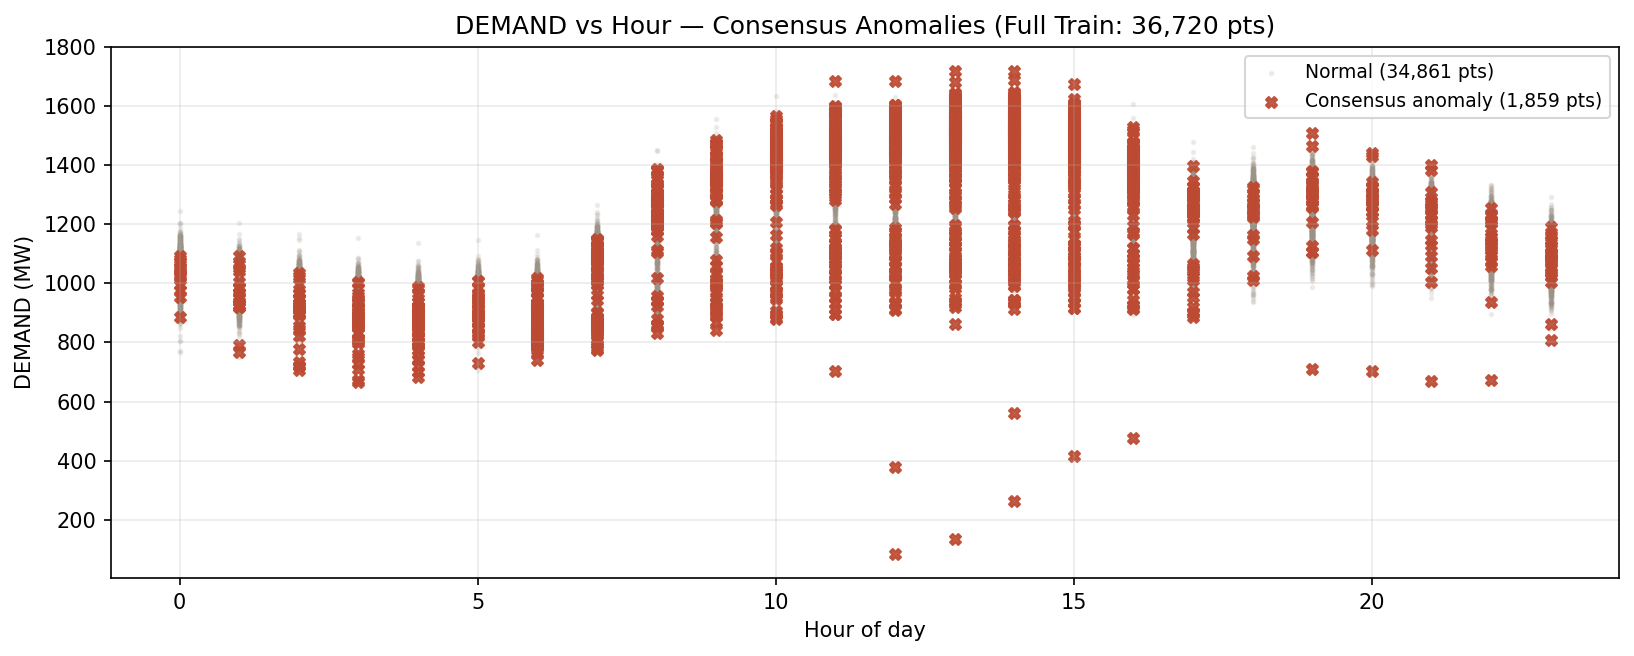 DEMAND vs Hour — Consensus Anomalies (Full Train: 36,720 pts)
DEMAND (MW)
1800
1600
1400
1200
1000
800
600
400
200
Normal (34,861 pts)
Consensus anomaly (1,859 pts)
0
5
10
15
20
Hour of day